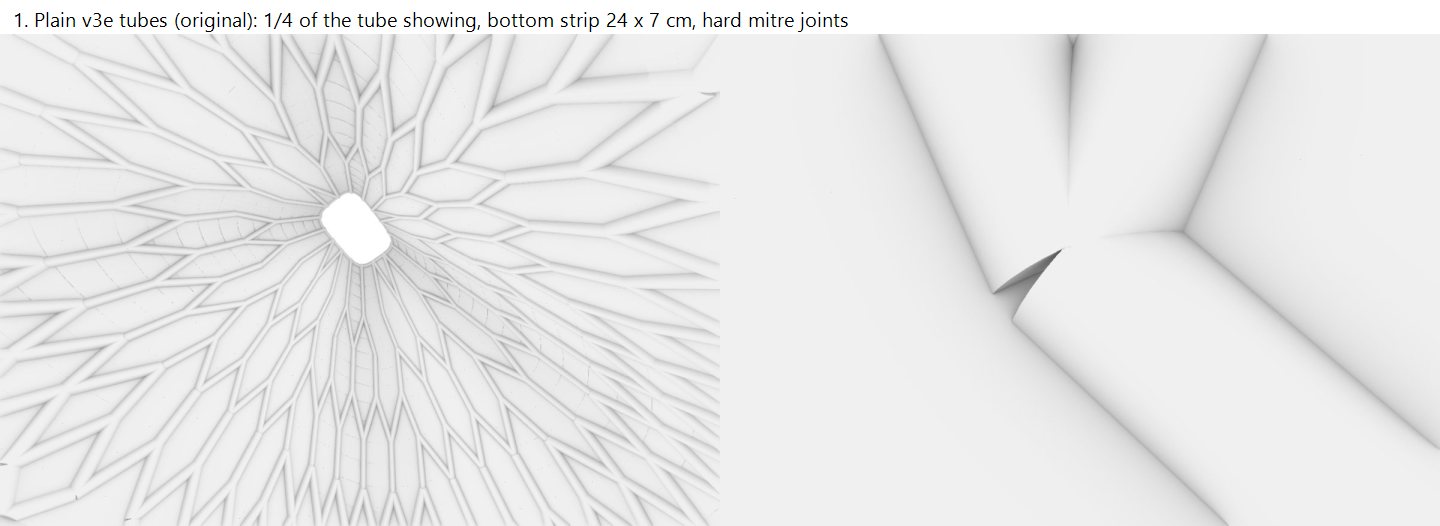 1. Plain v3e tubes (original): 1/4 of the tube showing, bottom strip 24 x 7 cm, hard mitre joints